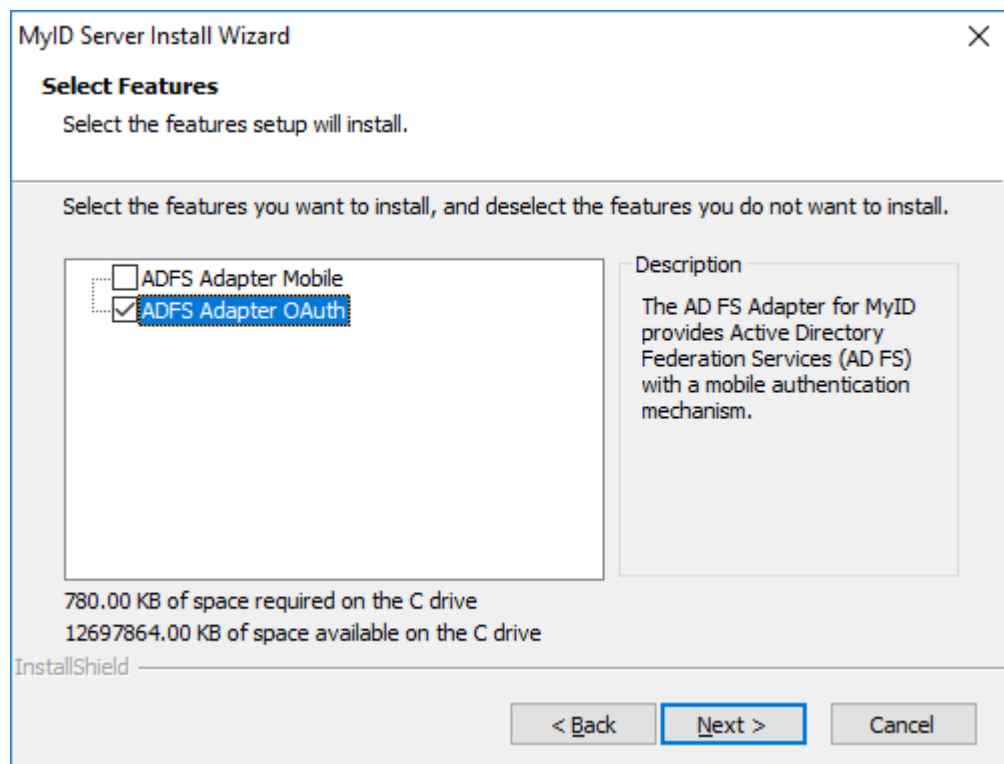 MyID Server Install Wizard
Select Features
Select the features setup will install.
Select the features you want to install, and deselect the features you do not want to install.
ADFS Adapter Mobile
ADFS Adapter OAuth
Description
The AD FS Adapter for MyID
provides Active Directory
Federation Services (AD FS)
with a mobile authentication
mechanism.
780.00 KB of space required on the C drive
12697864.00 KB of space available on the C drive
InstallShield
< Back
Next >
Cancel